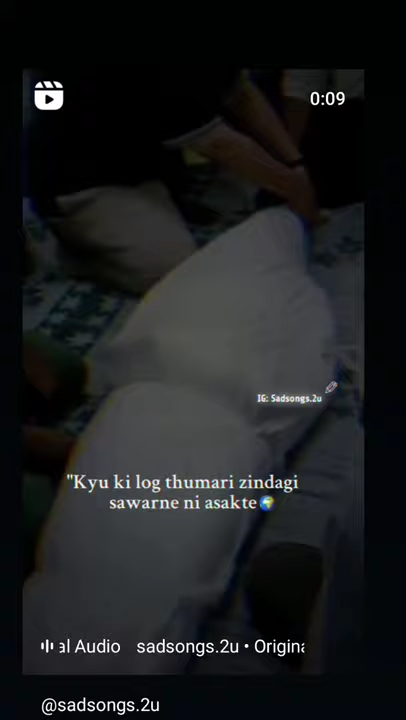 0:09
IG: Sadsongs.2u
"Kyu ki log thumari zindagi
sawarne ni asakte🌍
al Audio sadsongs.2u • Origina
@sadsongs.2u